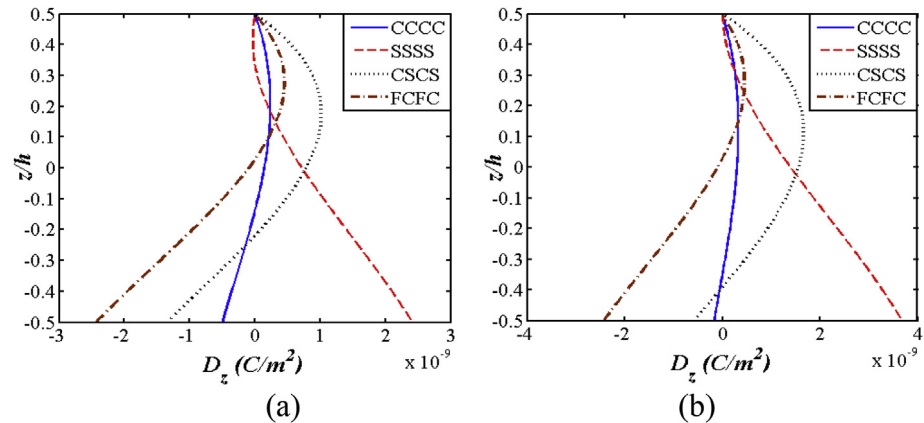 0.5
0.4
0.3
0.2
0.1
0
-0.1
-0.2
-0.3
-0.4
-0.5
z/h
CCCC
SSSS
CSCS
FCFC
-3 -2 -1 0 1 2 3
x 10⁻⁹
D_z (C/m²)
(a)
0.5
0.4
0.3
0.2
0.1
0
-0.1
-0.2
-0.3
-0.4
-0.5
z/h
CCCC
SSSS
CSCS
FCFC
-4 -2 0 2 4
x 10⁻⁹
D_z (C/m²)
(b)